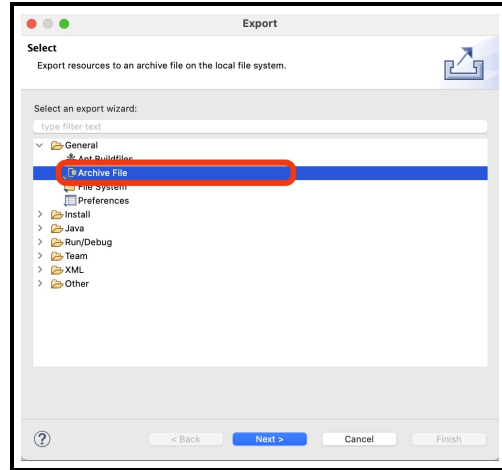 Export
Select
Export resources to an archive file on the local file system.
Select an export wizard:
type filter text
General
Ant Buildfiles
Archive File
File System
Preferences
Install
Java
Run/Debug
Team
XML
Other
?
< Back
Next >
Cancel
Finish